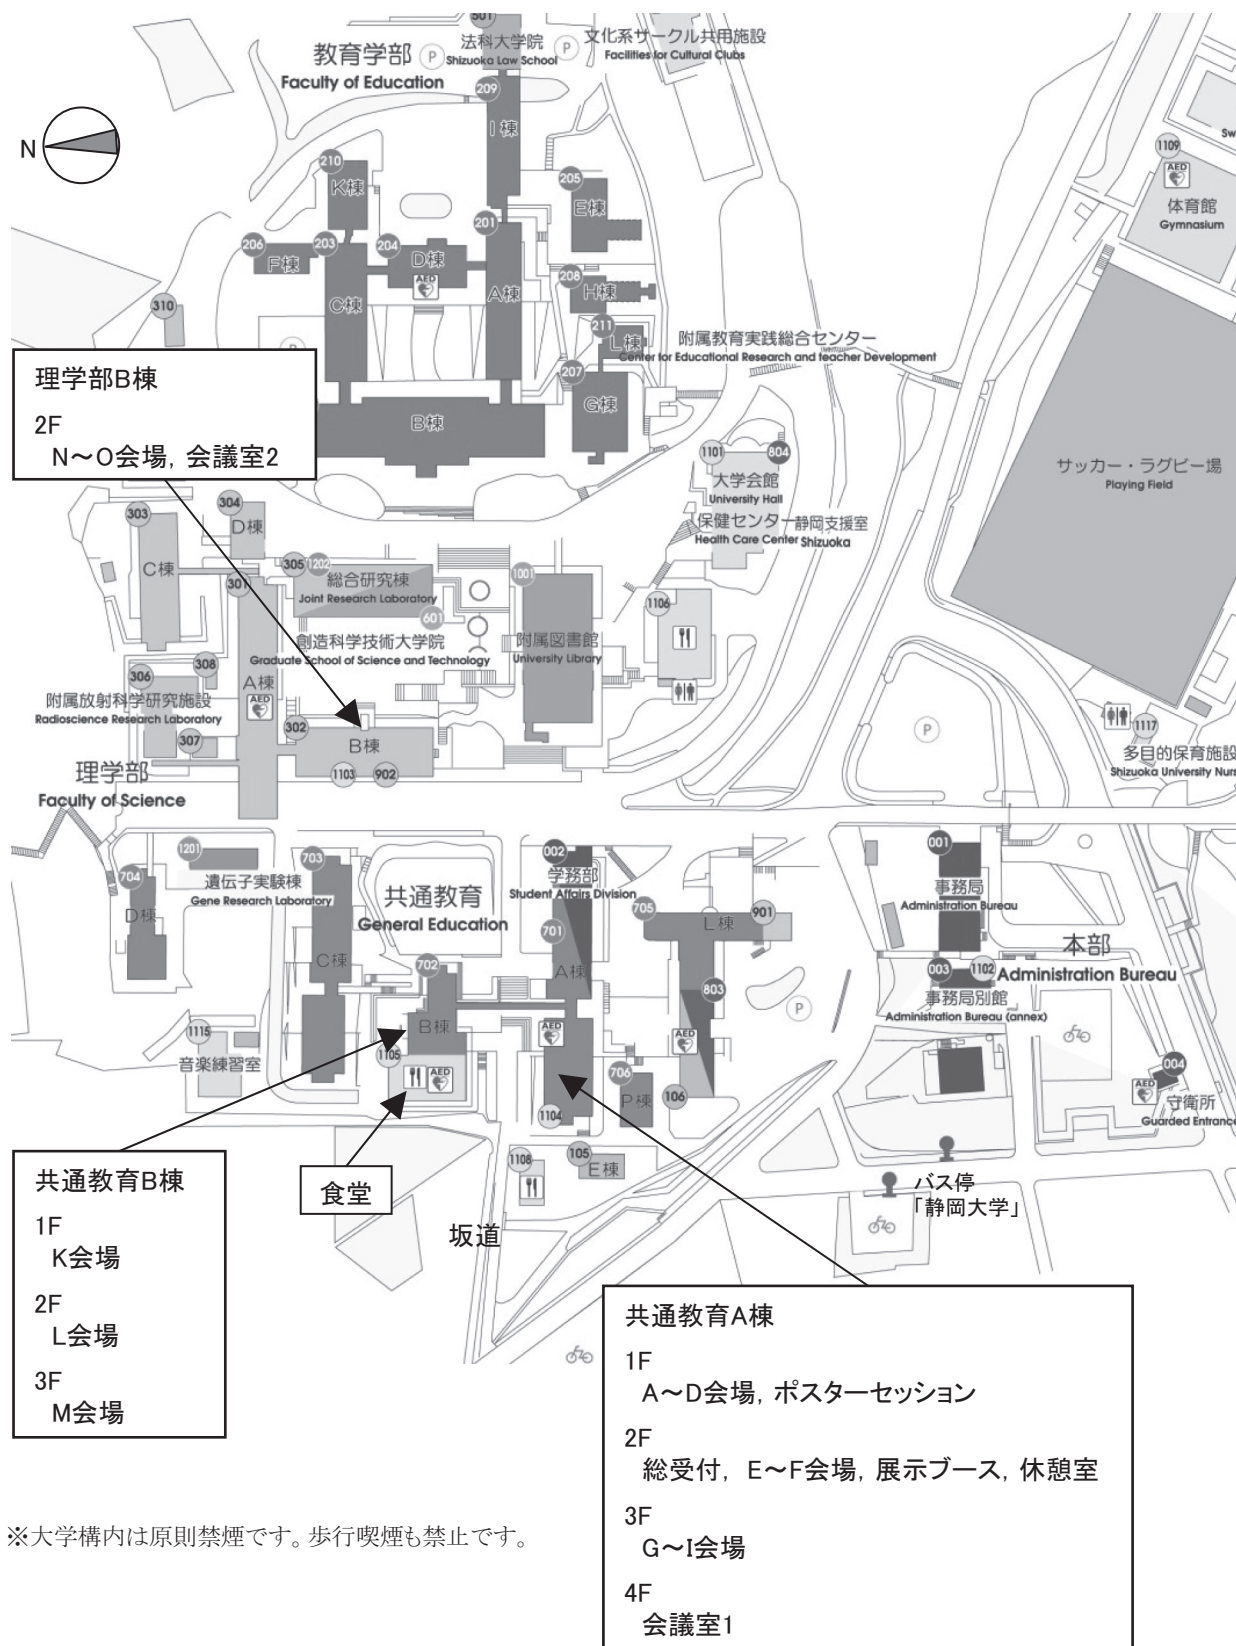 501
教育学部
P
法科大学院
Shizuoka Law School
P
文化系サークル共用施設
Facilities for Cultural Clubs
Faculty of Education
209
I棟
N
210
K棟
205
E棟
1109
AED
体育館
Gymnasium
Sw
201
206
F棟
203
204
D棟
AED
C棟
A棟
208
H棟
310
211
L棟
附属教育実践総合センター
Center for Educational Research and teacher Development
207
G棟
B棟
理学部B棟
2F
N～O会場, 会議室2
1101
804
大学会館
University Hall
保健センター
Health Care Center
静岡支援室
Shizuoka
サッカー・ラグビー場
Playing Field
303
304
D棟
C棟
301
305
1202
総合研究棟
Joint Research Laboratory
601
創造科学技術大学院
Graduate School of Science and Technology
1001
附属図書館
University Library
1106
306
308
附属放射科学研究施設
Radioscience Research Laboratory
307
A棟
AED
302
B棟
1103
902
理学部
Faculty of Science
P
1117
多目的保育施設
Shizuoka University Nurs
1201
遺伝子実験棟
Gene Research Laboratory
704
D棟
703
C棟
共通教育
General Education
002
学務部
Student Affairs Division
701
A棟
702
B棟
705
L棟
901
803
001
事務局
Administration Bureau
本部
Administration Bureau
003
1102
事務局別館
Administration Bureau (annex)
P
1115
音楽練習室
1105
AED
AED
AED
706
P棟
106
1104
004
AED
守衛所
Guarded Entrance
1108
105
E棟
バス停
「静岡大学」
食堂
坂道
共通教育B棟
1F
K会場
2F
L会場
3F
M会場
共通教育A棟
1F
A～D会場, ポスターセッション
2F
総受付, E～F会場, 展示ブース, 休憩室
3F
G～I会場
4F
会議室1
※大学構内は原則禁煙です。歩行喫煙も禁止です。